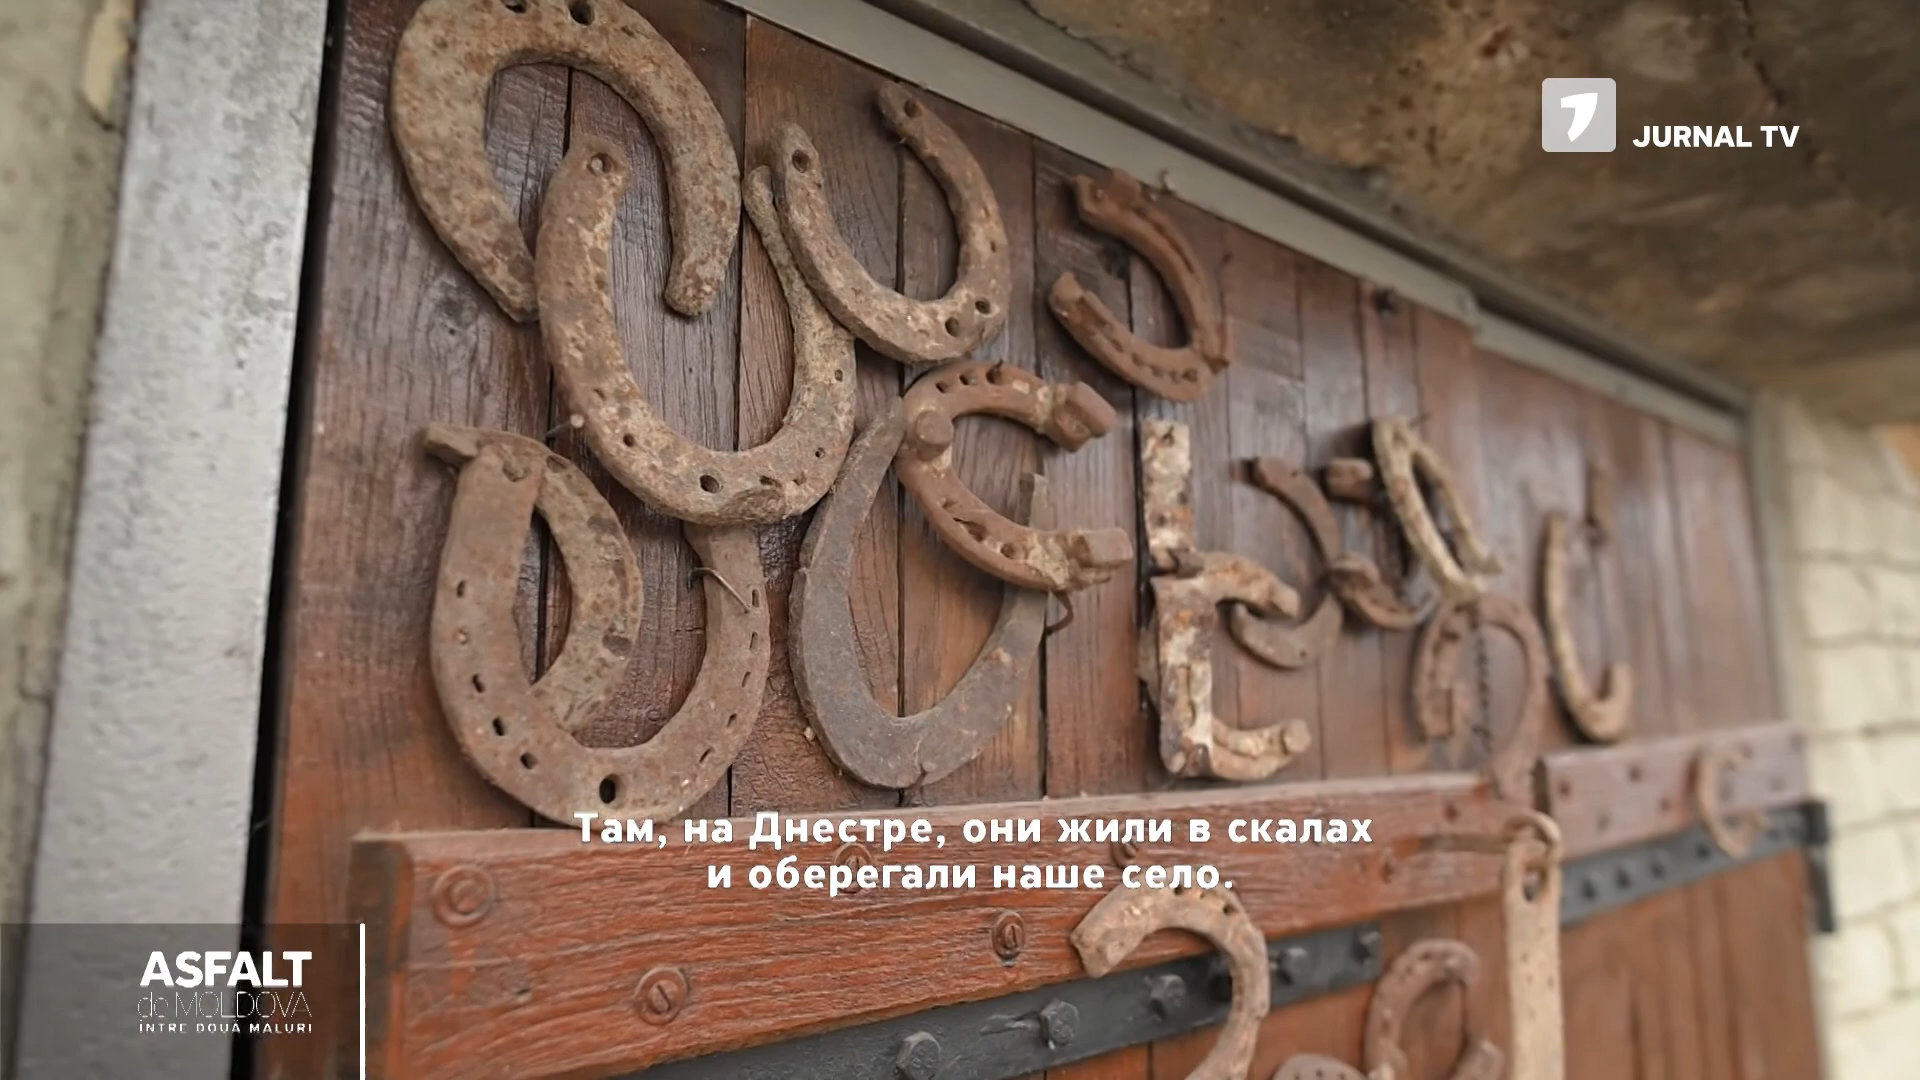 JURNAL TV
Там, на Днестре, они жили в скалах
и оберегали наше село.
ASFALT
de MOLDOVA
ÎNTRE DOUĂ MALURI